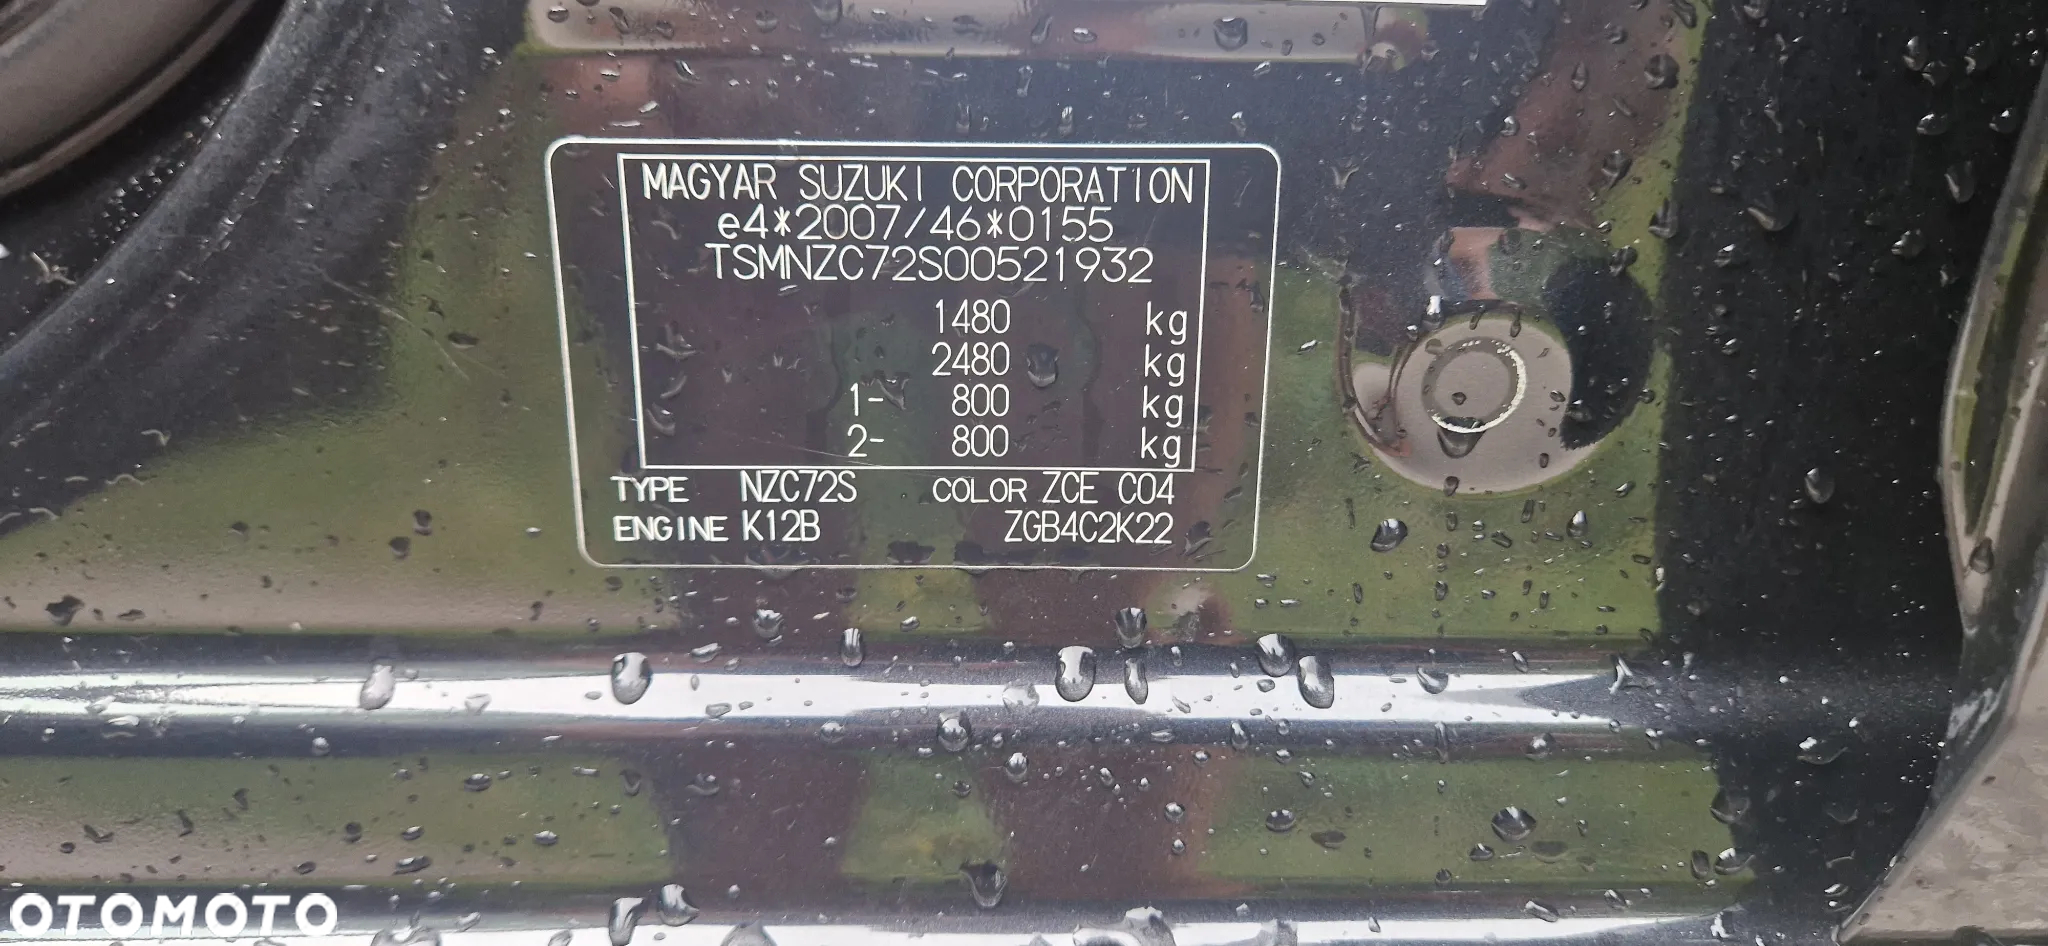 MAGYAR SUZUKI CORPORATION
e4*2007/46*0155
TSMNZC72S00521932
1480 kg
2480 kg
1- 800 kg
2- 800 kg
TYPE NZC72S COLOR ZCE C04
ENGINE K12B ZGB4C2K22
OTOMOTO